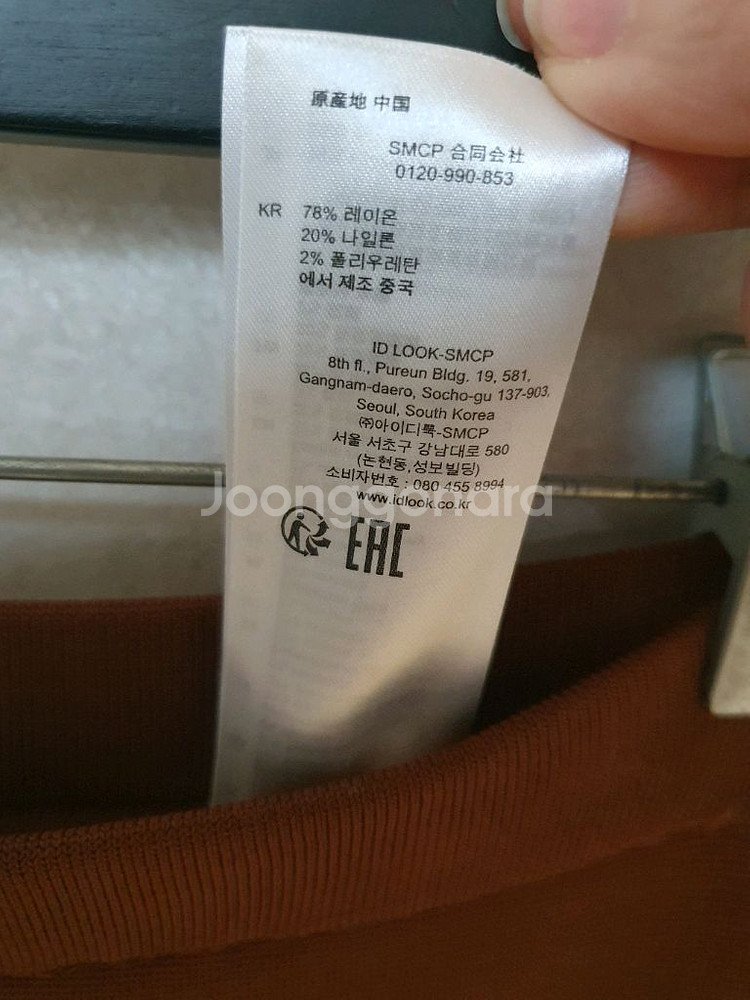 原産地 中国
SMCP 合同会社
0120-990-853
KR 78% 레이온
20% 나일론
2% 폴리우레탄
에서 제조 중국
ID LOOK-SMCP
8th fl., Pureun Bldg. 19, 581,
Gangnam-daero, Socho-gu 137-903,
Seoul, South Korea
㈜아이디룩-SMCP
서울 서초구 강남대로 580
(논현동,성보빌딩)
소비자번호 : 080 455 8994
www.idlook.co.kr
Joonggonara
EAC